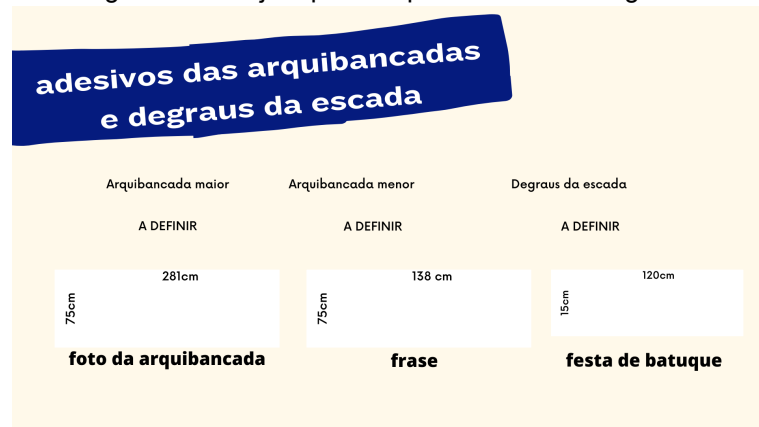 adesivos das arquibancadas
e degraus da escada
Arquibancada maior
Arquibancada menor
Degraus da escada
A DEFINIR
A DEFINIR
A DEFINIR
281cm
75cm
138 cm
75cm
120cm
15cm
foto da arquibancada
frase
festa de batuque